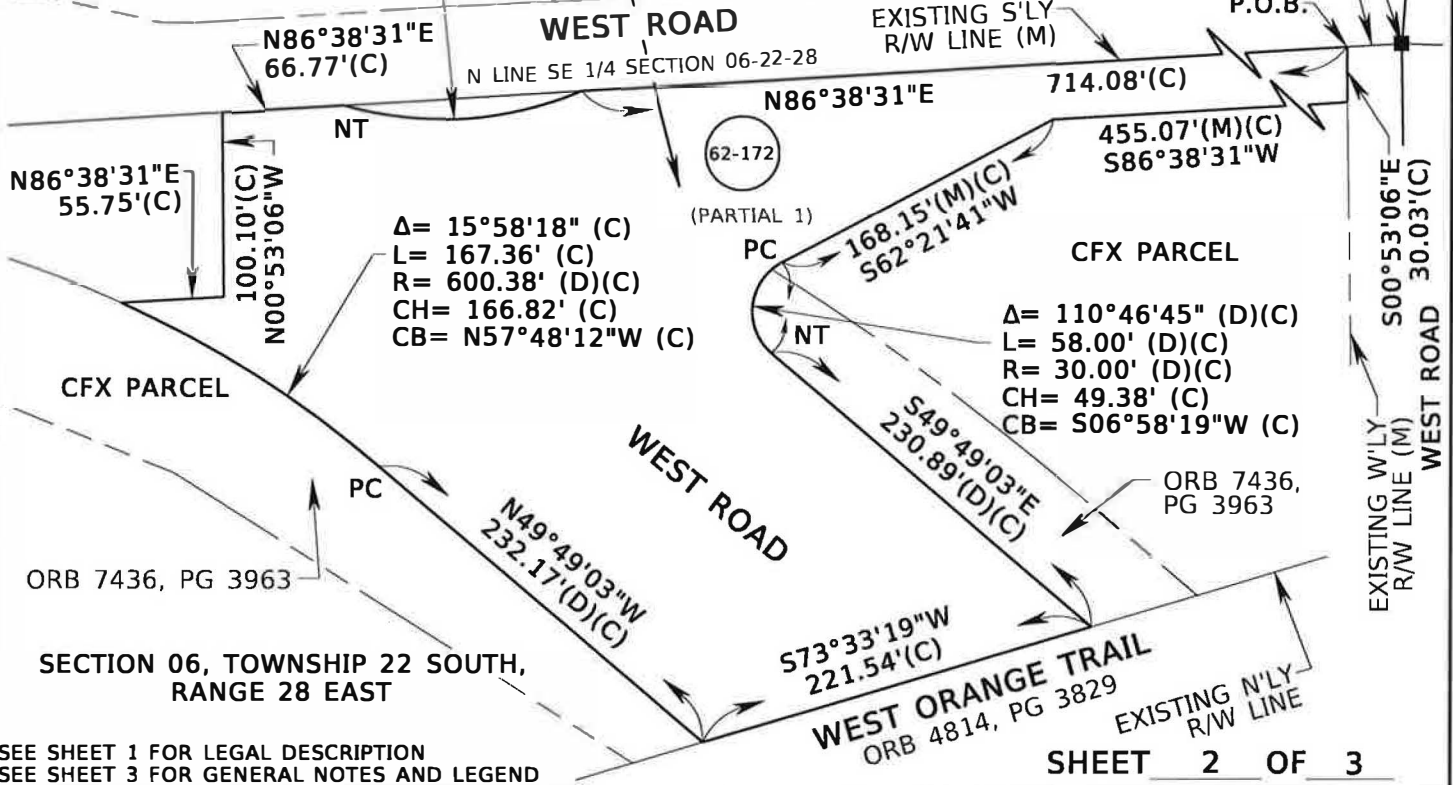 WEST ROAD
N86°38'31"E
66.77'(C)
N LINE SE 1/4 SECTION 06-22-28
EXISTING S'LY
R/W LINE (M)
P.O.B.
NT
N86°38'31"E
714.08'(C)
455.07'(M)(C)
S86°38'31"W
N86°38'31"E
55.75'(C)
100.10'(C)
N00°53'06"W
62-172
(PARTIAL 1)
168.15'(M)(C)
S62°21'41"W
PC
Δ= 15°58'18" (C)
L= 167.36' (C)
R= 600.38' (D)(C)
CH= 166.82' (C)
CB= N57°48'12"W (C)
CFX PARCEL
S00°53'06"E
30.03'(C)
NT
Δ= 110°46'45" (D)(C)
L= 58.00' (D)(C)
R= 30.00' (D)(C)
CH= 49.38' (C)
CB= S06°58'19"W (C)
CFX PARCEL
WEST ROAD
S49°49'03"E
230.89'(D)(C)
EXISTING W'LY
R/W LINE (M)
WEST ROAD
PC
ORB 7436,
PG 3963
N49°49'03"W
232.17'(D)(C)
ORB 7436, PG 3963
S73°33'19"W
221.54'(C)
SECTION 06, TOWNSHIP 22 SOUTH,
RANGE 28 EAST
WEST ORANGE TRAIL
ORB 4814, PG 3829
EXISTING N'LY
R/W LINE
SEE SHEET 1 FOR LEGAL DESCRIPTION
SEE SHEET 3 FOR GENERAL NOTES AND LEGEND
SHEET 2 OF 3